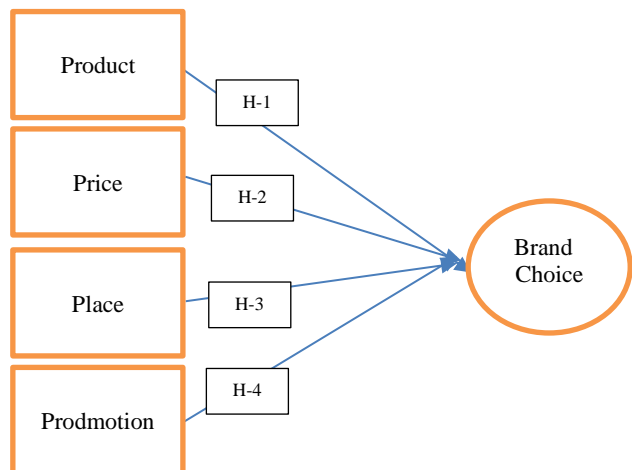 Product
H-1
Price
H-2
Brand
Choice
Place
H-3
Prodmotion
H-4